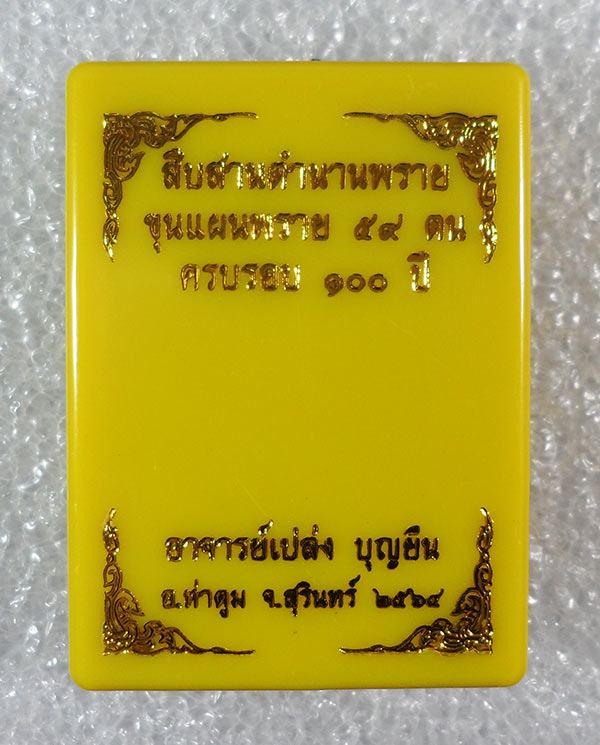 สืบสานตำนานพราย
ขุนแผนพราย ๕๙ ตน
ครบรอบ ๑๐๐ ปี
อาจารย์เปล่ง บุญยืน
อ.ท่าตูม จ.สุรินทร์ ๒๕๖๔